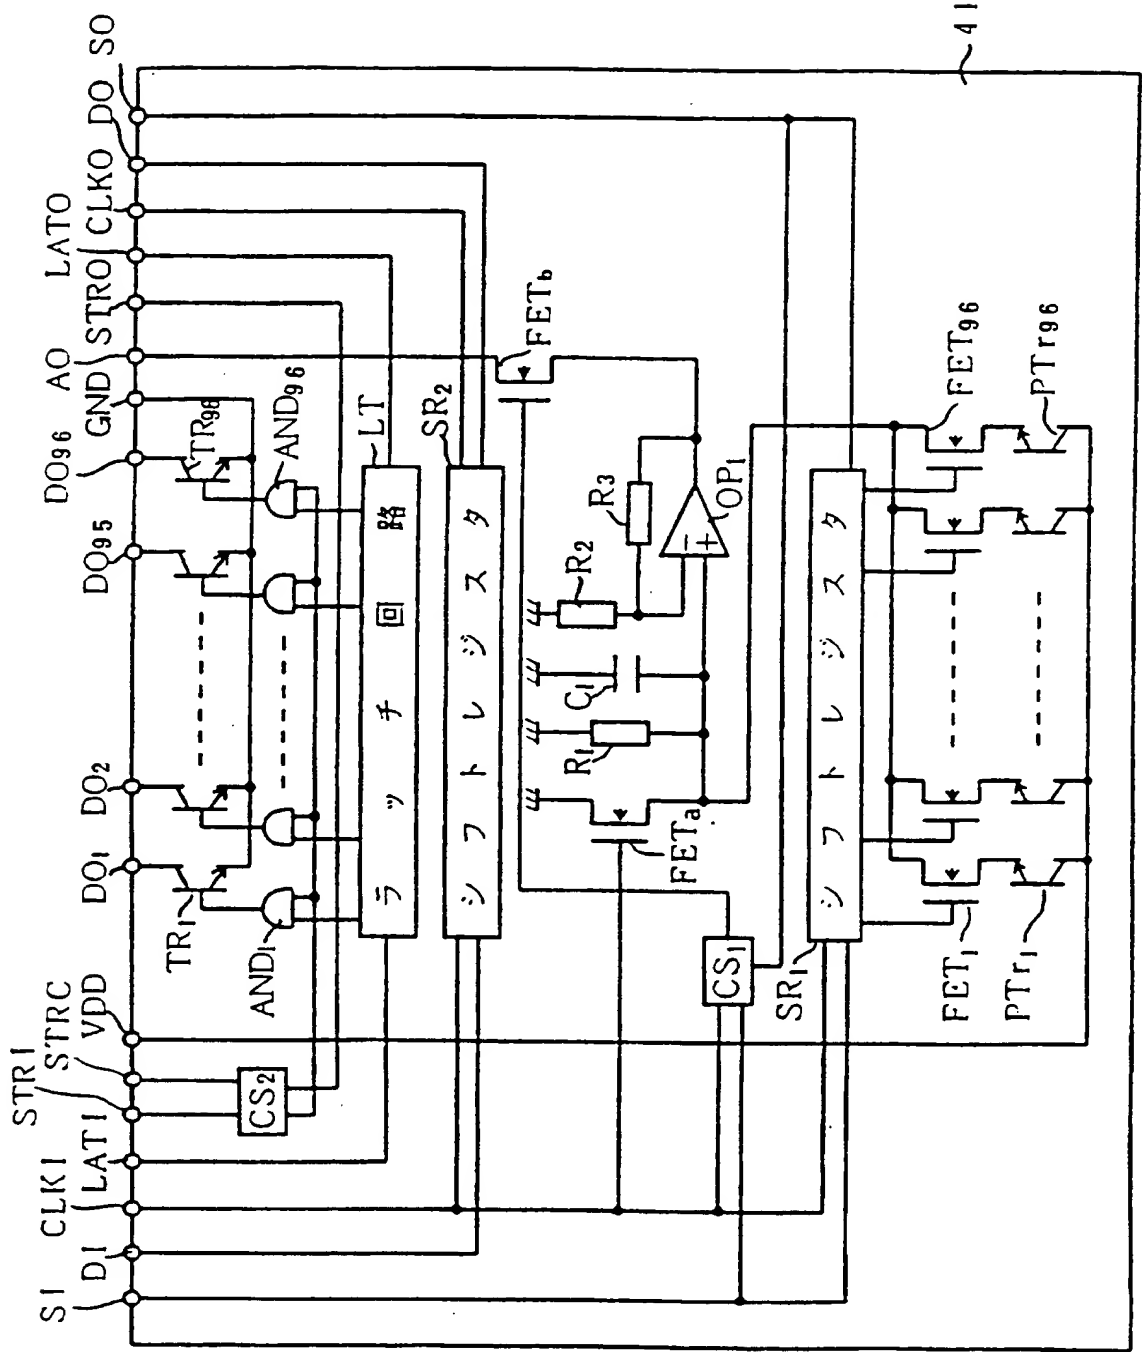 SI
DI
CLKI
LATI
STRI
STRC
VDD
DO1
DO2
DO95
DO96
GND
AO
STRO
LATO
CLKO
DO
SO
41
CS2
TR1
TR96
AND1
AND96
ラッチ回路
LT
シフトレジスタ
SR2
FETb
FETa
R1
C1
R2
R3
OP1
−
+
CS1
シフトレジスタ
SR1
FET1
FET96
PTr1
PTr96